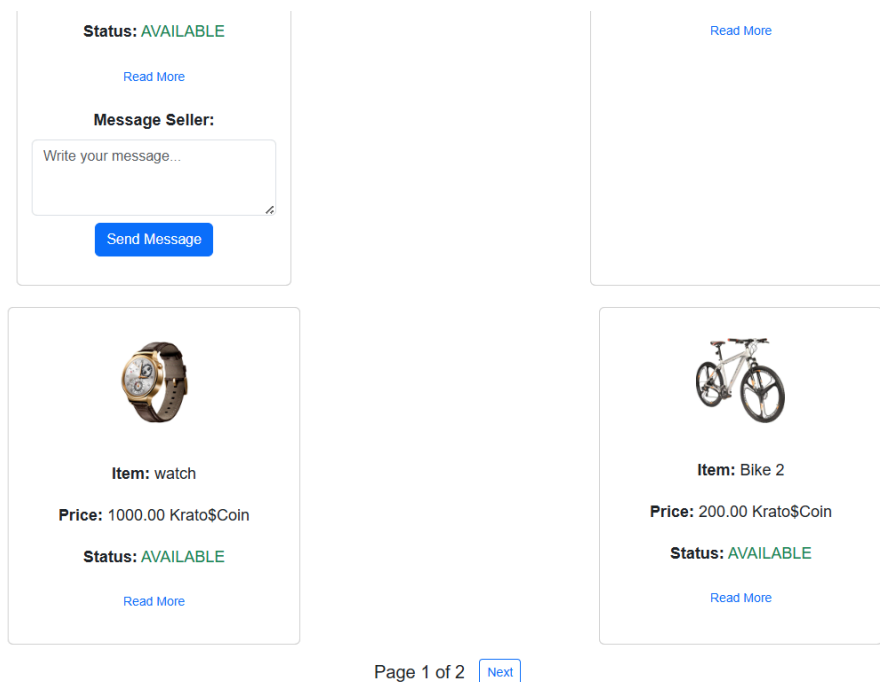 Status: AVAILABLE
Read More
Message Seller:
Write your message...
Send Message
Read More
Item: watch
Price: 1000.00 Krato$Coin
Status: AVAILABLE
Read More
Item: Bike 2
Price: 200.00 Krato$Coin
Status: AVAILABLE
Read More
Page 1 of 2 Next